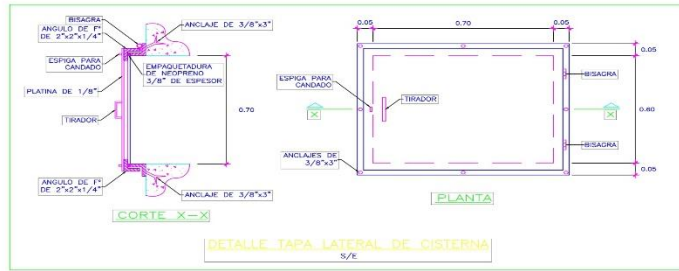 BISAGRA
ANGULO DE Fº
DE 2"x2"x1/4"
ESPIGA PARA
CANDADO
PLATINA DE 1/8"
TIRADOR
ANGULO DE Fº
DE 2"x2"x1/4"
ANCLAJE DE 3/8"x3"
EMPAQUETADURA
DE NEOPRENO
3/8" DE ESPESOR
0.70
ANCLAJE DE 3/8"x3"
CORTE X-X
0.05
0.70
0.05
0.05
ESPIGA PARA
CANDADO
TIRADOR
BISAGRA
X
X
0.60
BISAGRA
ANCLAJES DE
3/8"x3"
0.05
PLANTA
DETALLE TAPA LATERAL DE CISTERNA
S/E